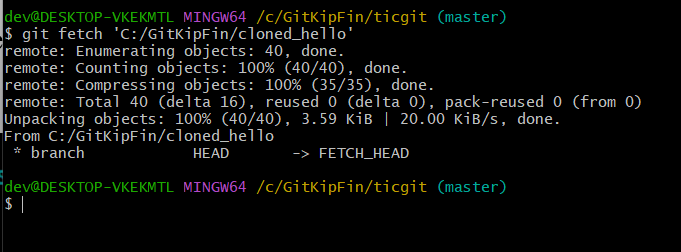 dev@DESKTOP-VKEKMTL MINGW64 /c/GitKipFin/ticgit (master)
$ git fetch 'C:/GitKipFin/cloned_hello'
remote: Enumerating objects: 40, done.
remote: Counting objects: 100% (40/40), done.
remote: Compressing objects: 100% (35/35), done.
remote: Total 40 (delta 16), reused 0 (delta 0), pack-reused 0 (from 0)
Unpacking objects: 100% (40/40), 3.59 KiB | 20.00 KiB/s, done.
From C:/GitKipFin/cloned_hello
 * branch            HEAD       -> FETCH_HEAD
dev@DESKTOP-VKEKMTL MINGW64 /c/GitKipFin/ticgit (master)
$